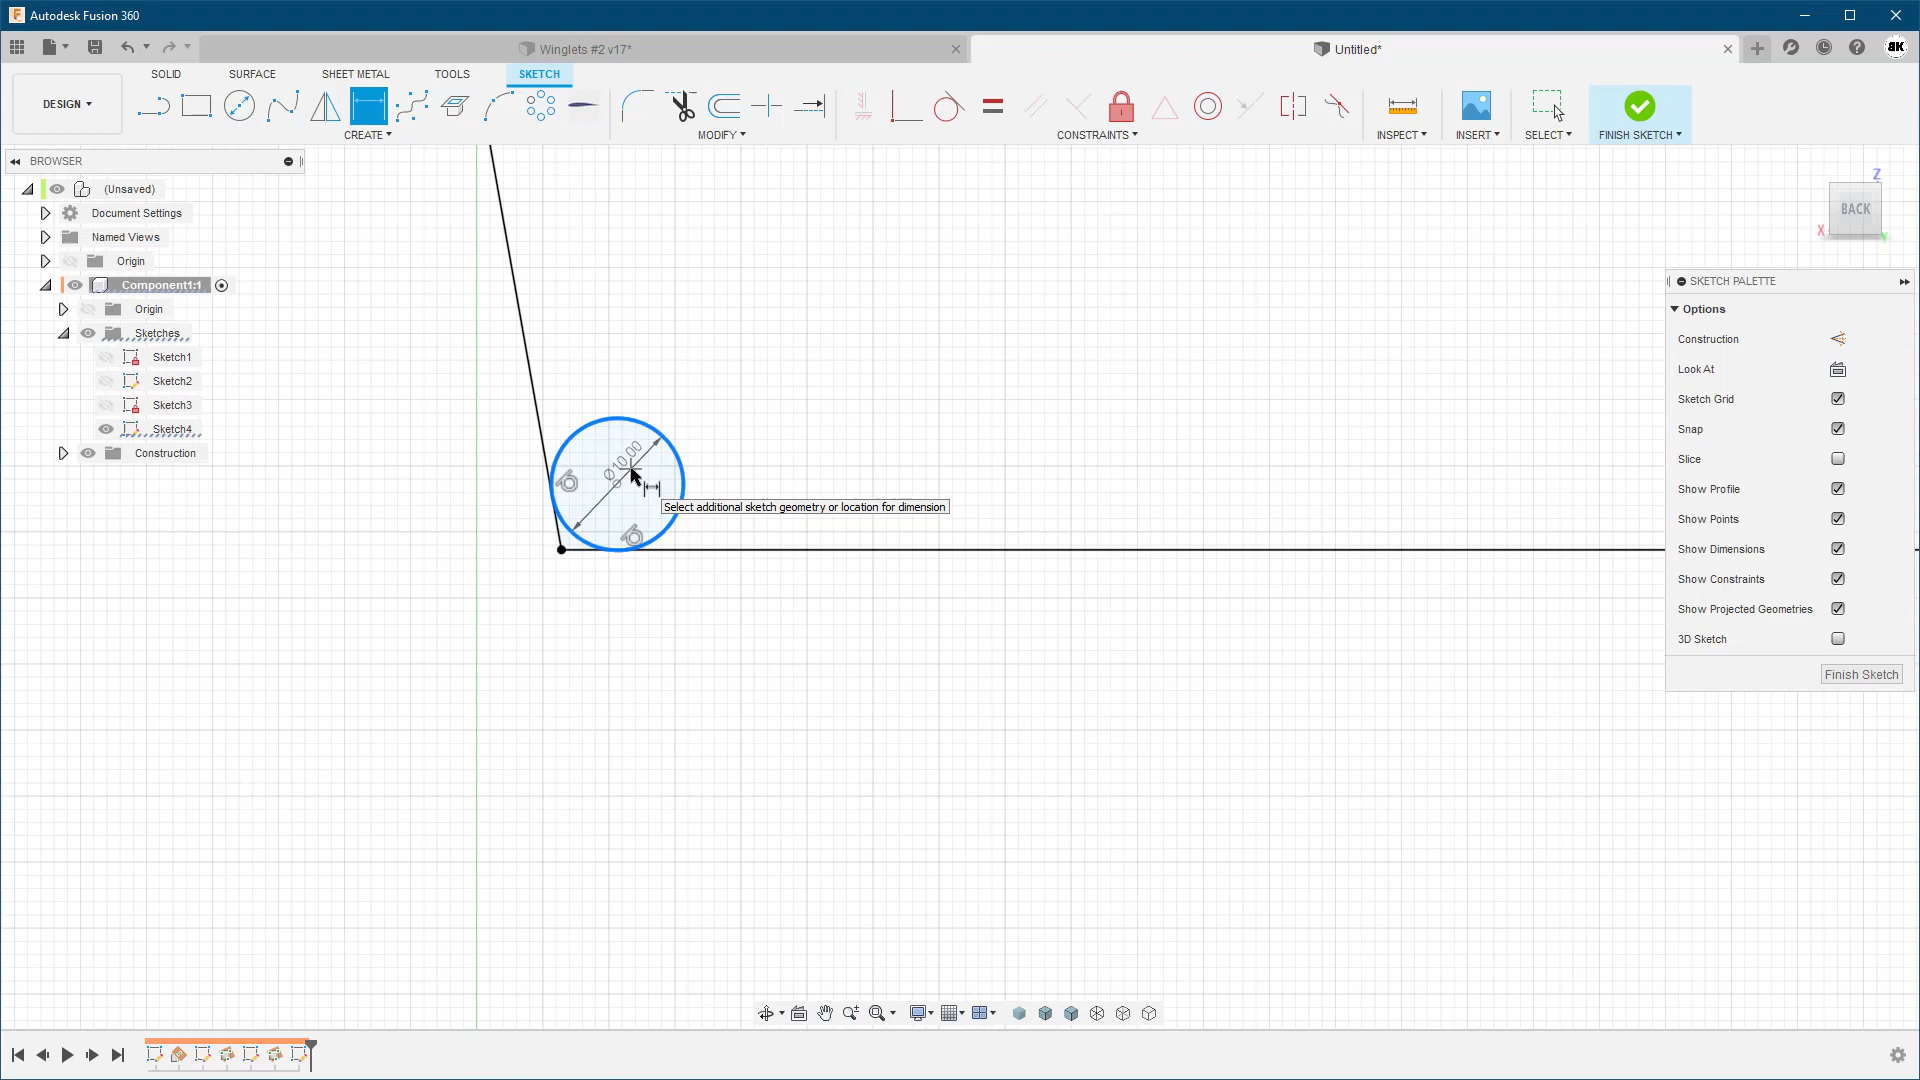 Autodesk Fusion 360
Winglets #2 v17*
Untitled*
BK
DESIGN
SOLID
SURFACE
SHEET METAL
TOOLS
SKETCH
CREATE
MODIFY
CONSTRAINTS
INSPECT
INSERT
SELECT
FINISH SKETCH
BROWSER
(Unsaved)
Document Settings
Named Views
Origin
Component1:1
Origin
Sketches
Sketch1
Sketch2
Sketch3
Sketch4
Construction
Ø10.00
Select additional sketch geometry or location for dimension
Z
BACK
X
SKETCH PALETTE
Options
Construction
Look At
Sketch Grid
Snap
Slice
Show Profile
Show Points
Show Dimensions
Show Constraints
Show Projected Geometries
3D Sketch
Finish Sketch